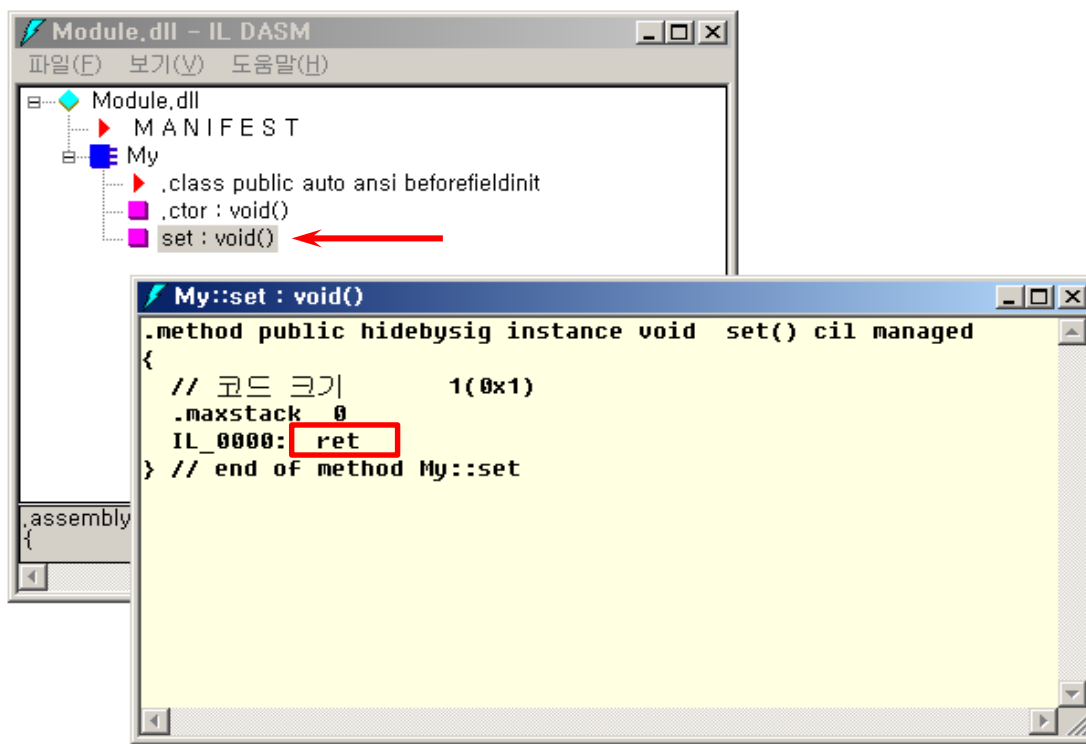 Module.dll - IL DASM
파일(F) 보기(V) 도움말(H)
Module.dll
M A N I F E S T
My
.class public auto ansi beforefieldinit
.ctor : void()
set : void()
.assembly
{
My::set : void()
.method public hidebysig instance void  set() cil managed
{
  // 코드 크기       1(0x1)
  .maxstack  0
  IL_0000:  ret
} // end of method My::set